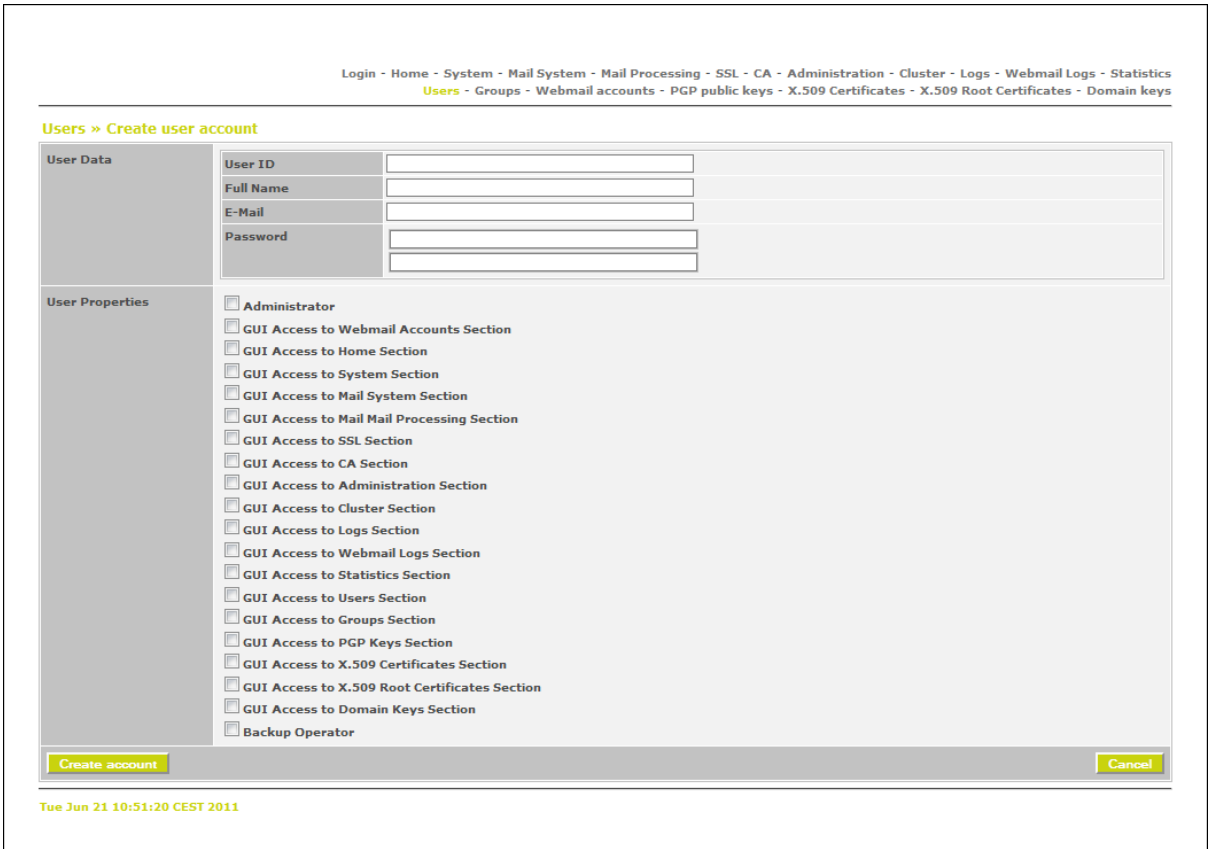 Login - Home - System - Mail System - Mail Processing - SSL - CA - Administration - Cluster - Logs - Webmail Logs - Statistics
Users - Groups - Webmail accounts - PGP public keys - X.509 Certificates - X.509 Root Certificates - Domain keys
Users » Create user account
User Data
User ID
Full Name
E-Mail
Password
User Properties
Administrator
GUI Access to Webmail Accounts Section
GUI Access to Home Section
GUI Access to System Section
GUI Access to Mail System Section
GUI Access to Mail Mail Processing Section
GUI Access to SSL Section
GUI Access to CA Section
GUI Access to Administration Section
GUI Access to Cluster Section
GUI Access to Logs Section
GUI Access to Webmail Logs Section
GUI Access to Statistics Section
GUI Access to Users Section
GUI Access to Groups Section
GUI Access to PGP Keys Section
GUI Access to X.509 Certificates Section
GUI Access to X.509 Root Certificates Section
GUI Access to Domain Keys Section
Backup Operator
Create account
Cancel
Tue Jun 21 10:51:20 CEST 2011